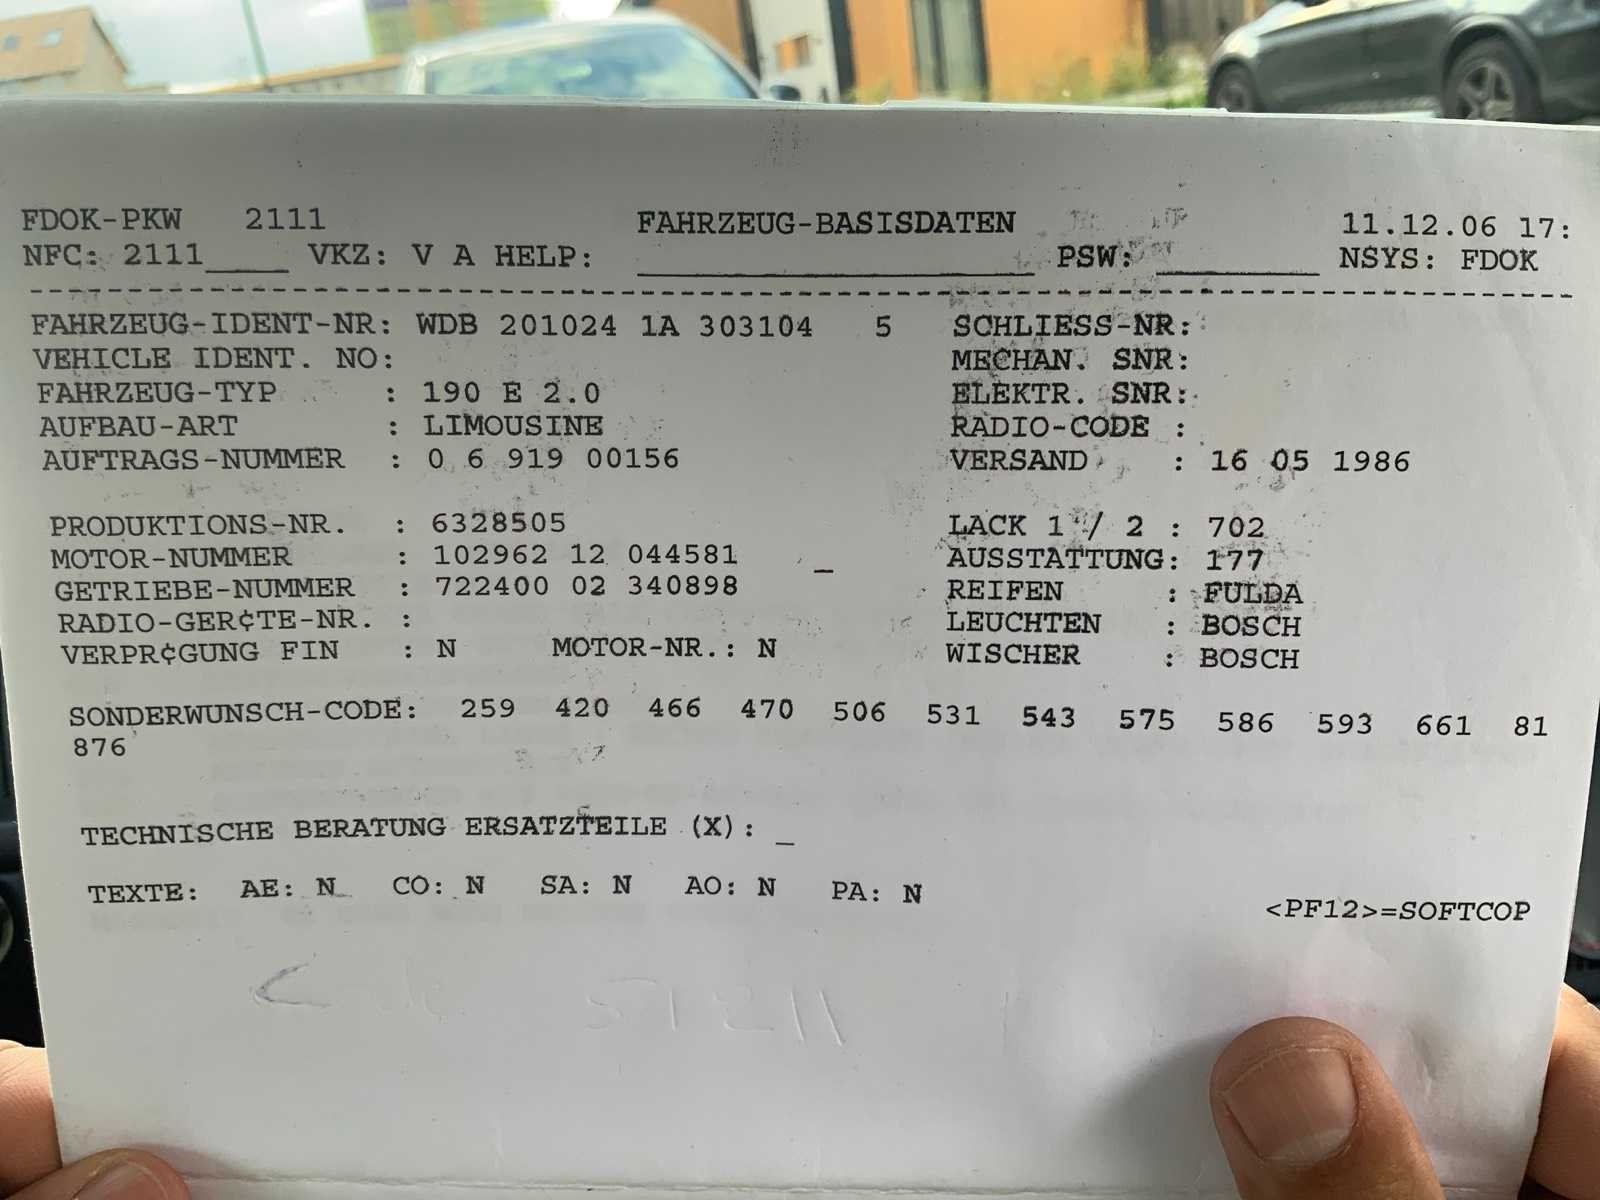 FDOK-PKW 2111 FAHRZEUG-BASISDATEN 11.12.06 17:
NFC: 2111____ VKZ: V A HELP: ____________________ PSW: ________ NSYS: FDOK
--------------------------------------------------------------------------------
FAHRZEUG-IDENT-NR: WDB 201024 1A 303104 5 SCHLIESS-NR:
VEHICLE IDENT. NO: MECHAN. SNR:
FAHRZEUG-TYP : 190 E 2.0 ELEKTR. SNR:
AUFBAU-ART : LIMOUSINE RADIO-CODE :
AUFTRAGS-NUMMER : 0 6 919 00156 VERSAND : 16 05 1986
PRODUKTIONS-NR. : 6328505 LACK 1 / 2 : 702
MOTOR-NUMMER : 102962 12 044581 _ AUSSTATTUNG: 177
GETRIEBE-NUMMER : 722400 02 340898 REIFEN : FULDA
RADIO-GER¢TE-NR. : LEUCHTEN : BOSCH
VERPR¢GUNG FIN : N MOTOR-NR.: N WISCHER : BOSCH
SONDERWUNSCH-CODE: 259 420 466 470 506 531 543 575 586 593 661 81
876
TECHNISCHE BERATUNG ERSATZTEILE (X): _
TEXTE: AE: N CO: N SA: N AO: N PA: N
<PF12>=SOFTCOP